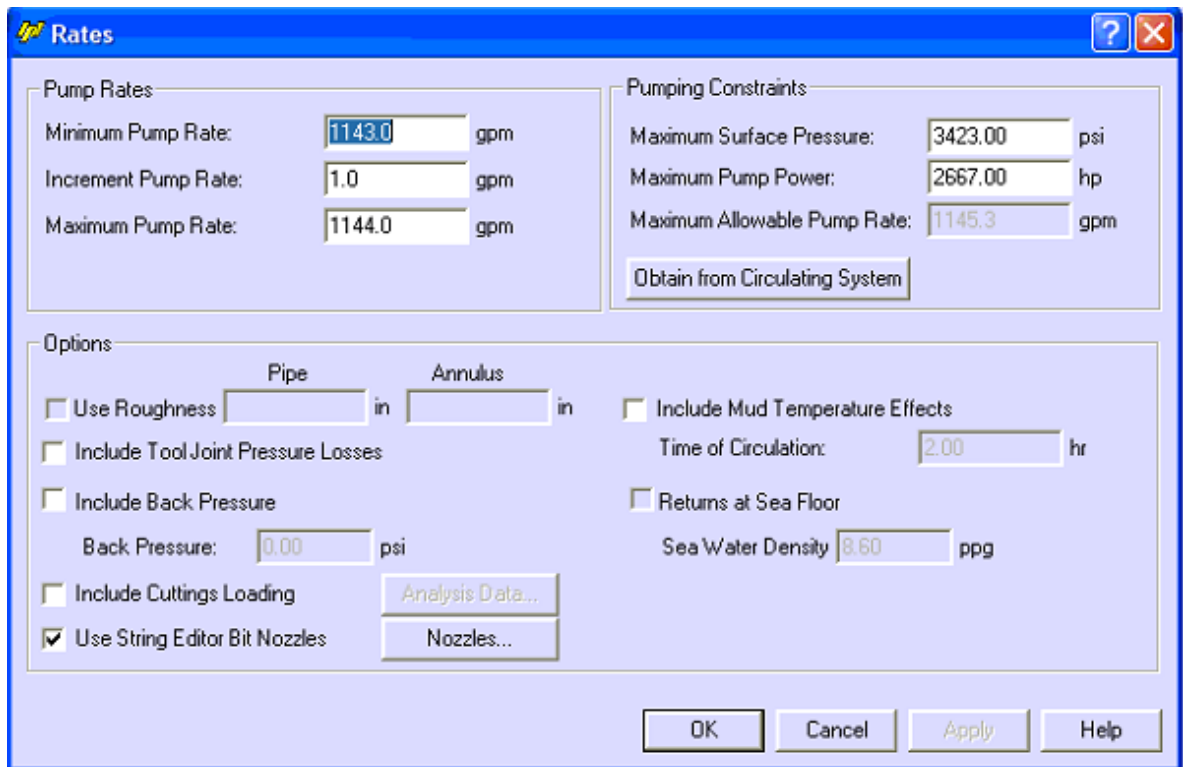 Rates
Pump Rates
Minimum Pump Rate: 1143.0 gpm
Increment Pump Rate: 1.0 gpm
Maximum Pump Rate: 1144.0 gpm
Pumping Constraints
Maximum Surface Pressure: 3423.00 psi
Maximum Pump Power: 2667.00 hp
Maximum Allowable Pump Rate: 1145.3 gpm
Obtain from Circulating System
Options
Pipe Annulus
Use Roughness in in
Include Tool Joint Pressure Losses
Include Back Pressure
Back Pressure: 0.00 psi
Include Cuttings Loading Analysis Data...
Use String Editor Bit Nozzles Nozzles...
Include Mud Temperature Effects
Time of Circulation: 2.00 hr
Returns at Sea Floor
Sea Water Density 8.60 ppg
OK Cancel Apply Help